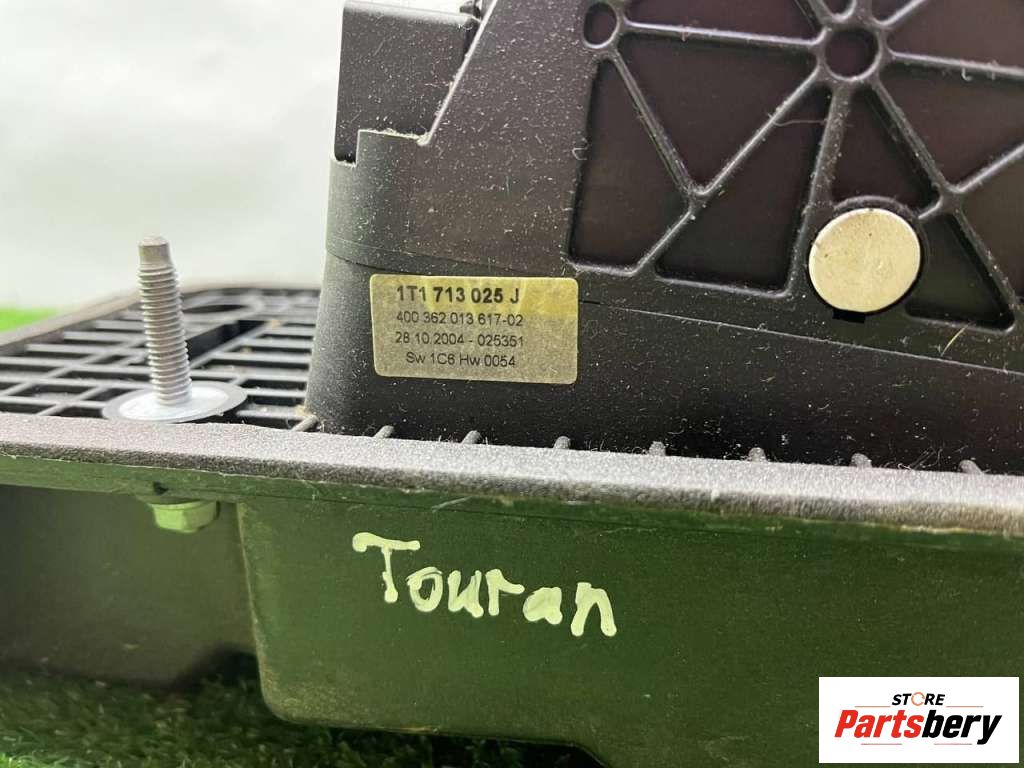 1T1 713 025 J
400 362 013 617-02
28 10.2004 - 025351
Sw 1C6 Hw 0054
Touran
STORE
Partsbery